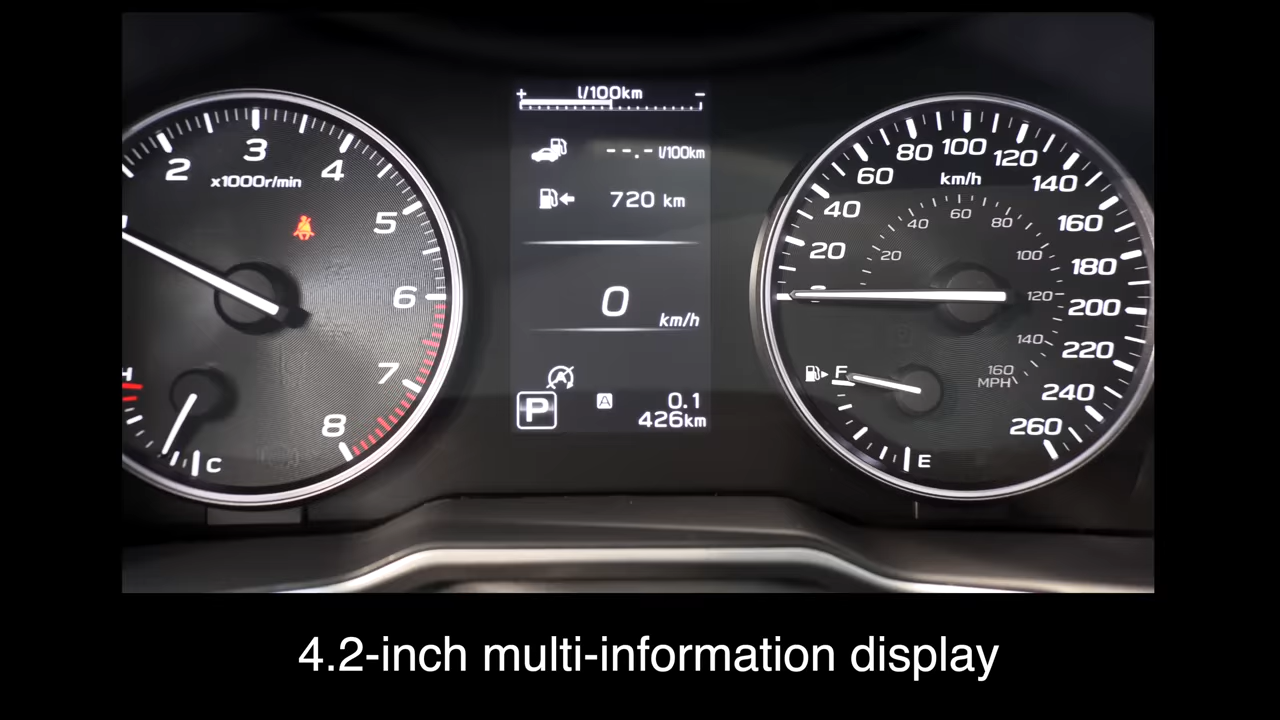 1
2
3
4
5
6
7
8
x1000r/min
H
C
+ l/100km -
--.- l/100km
720 km
0
km/h
P
A
0.1
426km
20
40
60
80
100
120
140
160
180
200
220
240
260
km/h
20
40
60
80
100
120
140
160
MPH
F
E
4.2-inch multi-information display